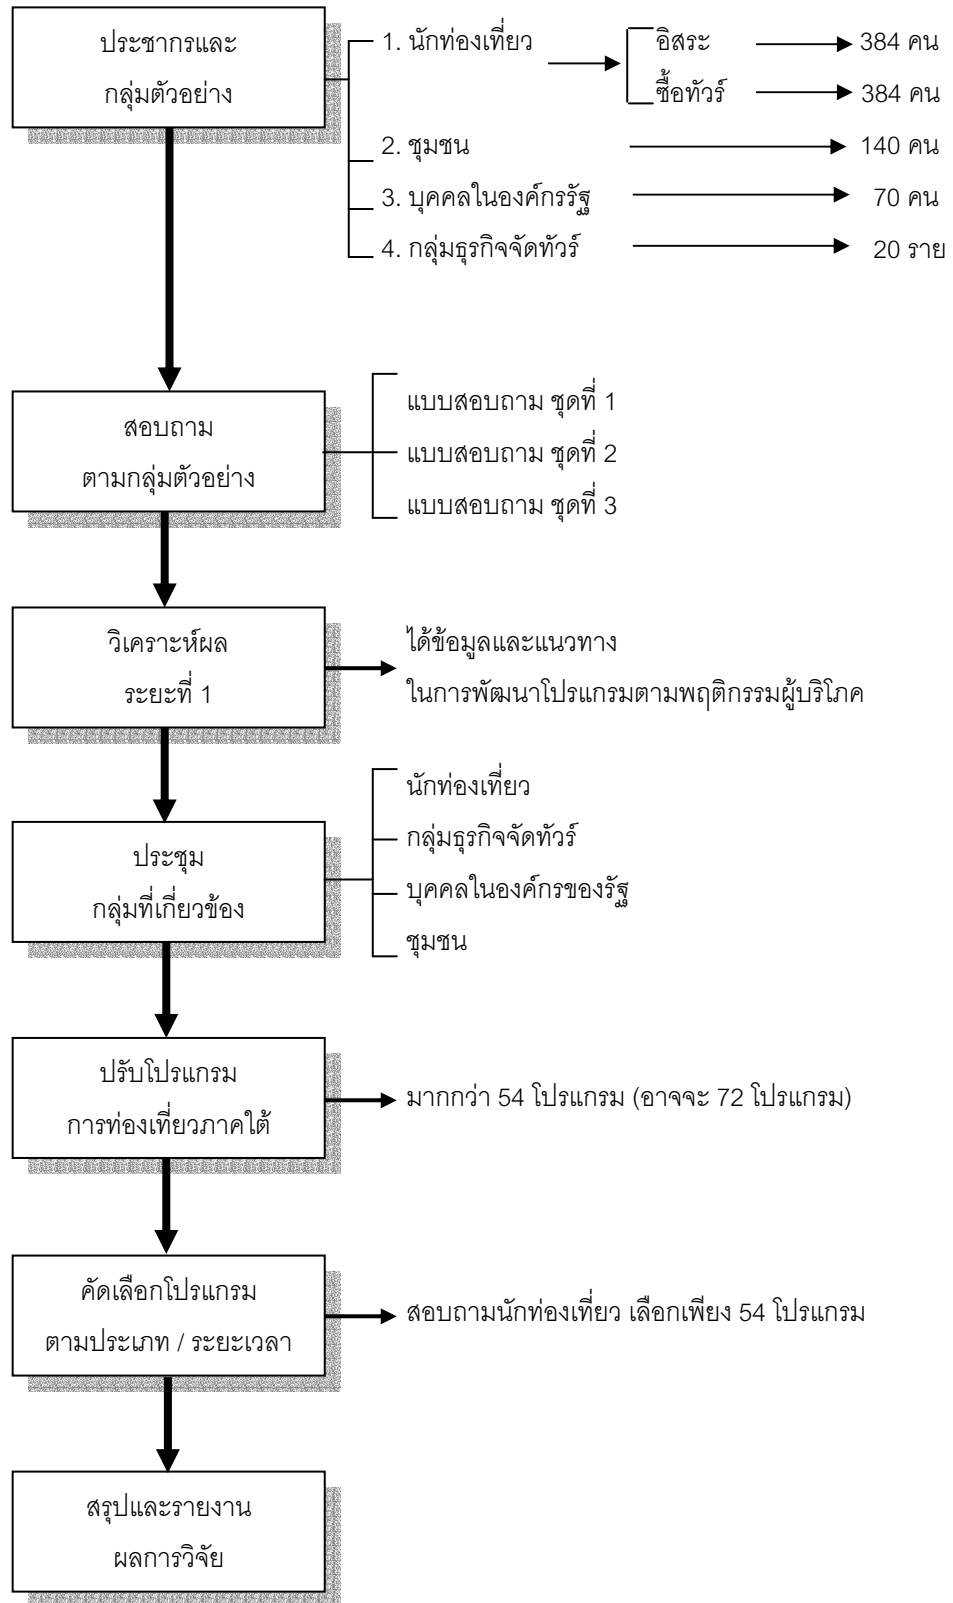 ประชากรและ
กลุ่มตัวอย่าง
1. นักท่องเที่ยว
อิสระ
384 คน
ซื้อทัวร์
384 คน
2. ชุมชน
140 คน
3. บุคคลในองค์กรรัฐ
70 คน
4. กลุ่มธุรกิจจัดทัวร์
20 ราย
สอบถาม
ตามกลุ่มตัวอย่าง
แบบสอบถาม ชุดที่ 1
แบบสอบถาม ชุดที่ 2
แบบสอบถาม ชุดที่ 3
วิเคราะห์ผล
ระยะที่ 1
ได้ข้อมูลและแนวทาง
ในการพัฒนาโปรแกรมตามพฤติกรรมผู้บริโภค
ประชุม
กลุ่มที่เกี่ยวข้อง
นักท่องเที่ยว
กลุ่มธุรกิจจัดทัวร์
บุคคลในองค์กรของรัฐ
ชุมชน
ปรับโปรแกรม
การท่องเที่ยวภาคใต้
มากกว่า 54 โปรแกรม (อาจจะ 72 โปรแกรม)
คัดเลือกโปรแกรม
ตามประเภท / ระยะเวลา
สอบถามนักท่องเที่ยว เลือกเพียง 54 โปรแกรม
สรุปและรายงาน
ผลการวิจัย